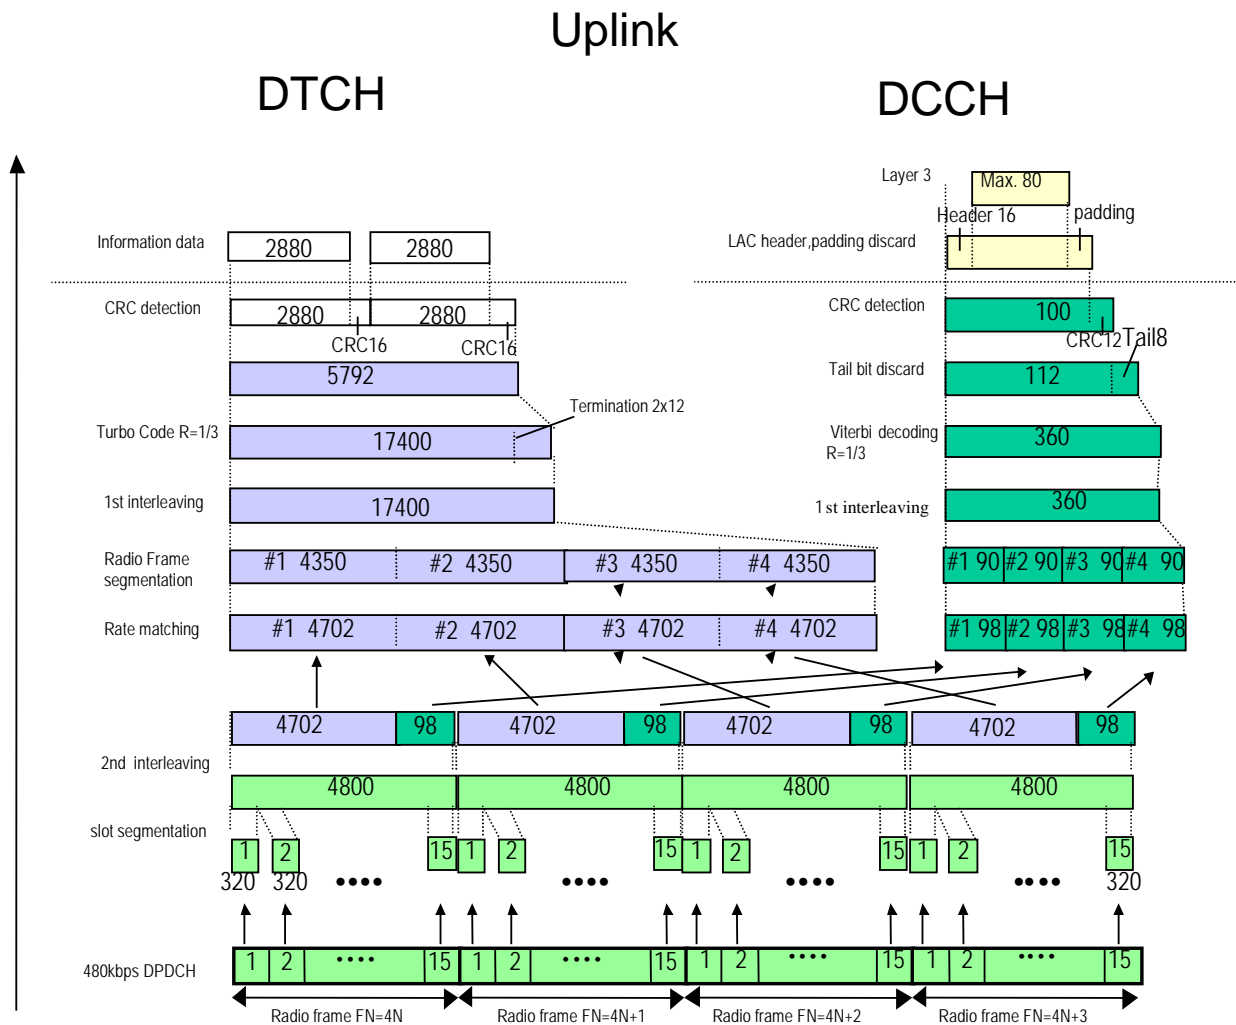 Uplink
DTCH
DCCH
Layer 3
Max. 80
Header 16
padding
Information data
2880
2880
LAC header,padding discard
CRC detection
2880
2880
CRC16
CRC16
CRC detection
100
CRC12
Tail8
5792
Tail bit discard
112
Termination 2x12
Turbo Code R=1/3
17400
Viterbi decoding
R=1/3
360
1st interleaving
17400
1st interleaving
360
Radio Frame
segmentation
#1 4350
#2 4350
#3 4350
#4 4350
#1 90
#2 90
#3 90
#4 90
Rate matching
#1 4702
#2 4702
#3 4702
#4 4702
#1 98
#2 98
#3 98
#4 98
4702
98
4702
98
4702
98
4702
98
2nd interleaving
4800
4800
4800
4800
slot segmentation
1
2
15
1
2
15
1
2
15
1
2
15
320
320
••••
••••
••••
••••
320
480kbps DPDCH
1
2
••••
15
1
2
••••
15
1
2
••••
15
1
2
••••
15
Radio frame FN=4N
Radio frame FN=4N+1
Radio frame FN=4N+2
Radio frame FN=4N+3